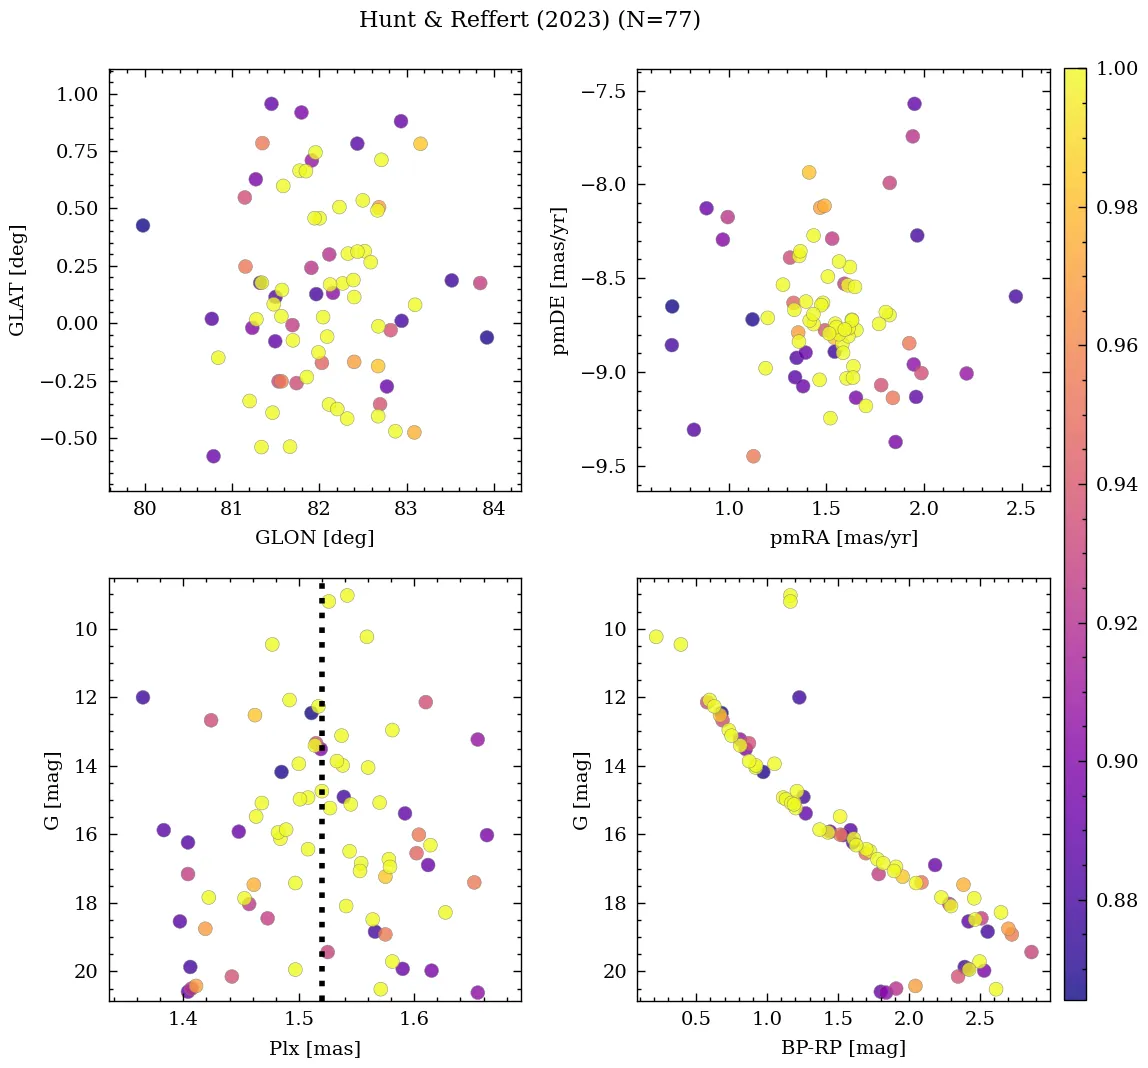 Hunt & Reffert (2023) (N=77)
1.00
0.75
0.50
0.25
0.00
−0.25
−0.50
GLAT [deg]
80 81 82 83 84
GLON [deg]
−7.5
−8.0
−8.5
−9.0
−9.5
pmDE [mas/yr]
1.0 1.5 2.0 2.5
pmRA [mas/yr]
10
12
14
16
18
20
G [mag]
1.4 1.5 1.6
Plx [mas]
10
12
14
16
18
20
G [mag]
0.5 1.0 1.5 2.0 2.5
BP-RP [mag]
1.00
0.98
0.96
0.94
0.92
0.90
0.88